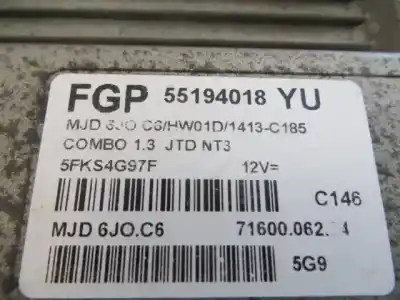 FGP 55194018 YU
MJD 6JO.C6/HW01D/1413-C185
COMBO 1.3 JTD NT3
5FKS4G97F 12V=
C146
MJD 6JO.C6
5G9